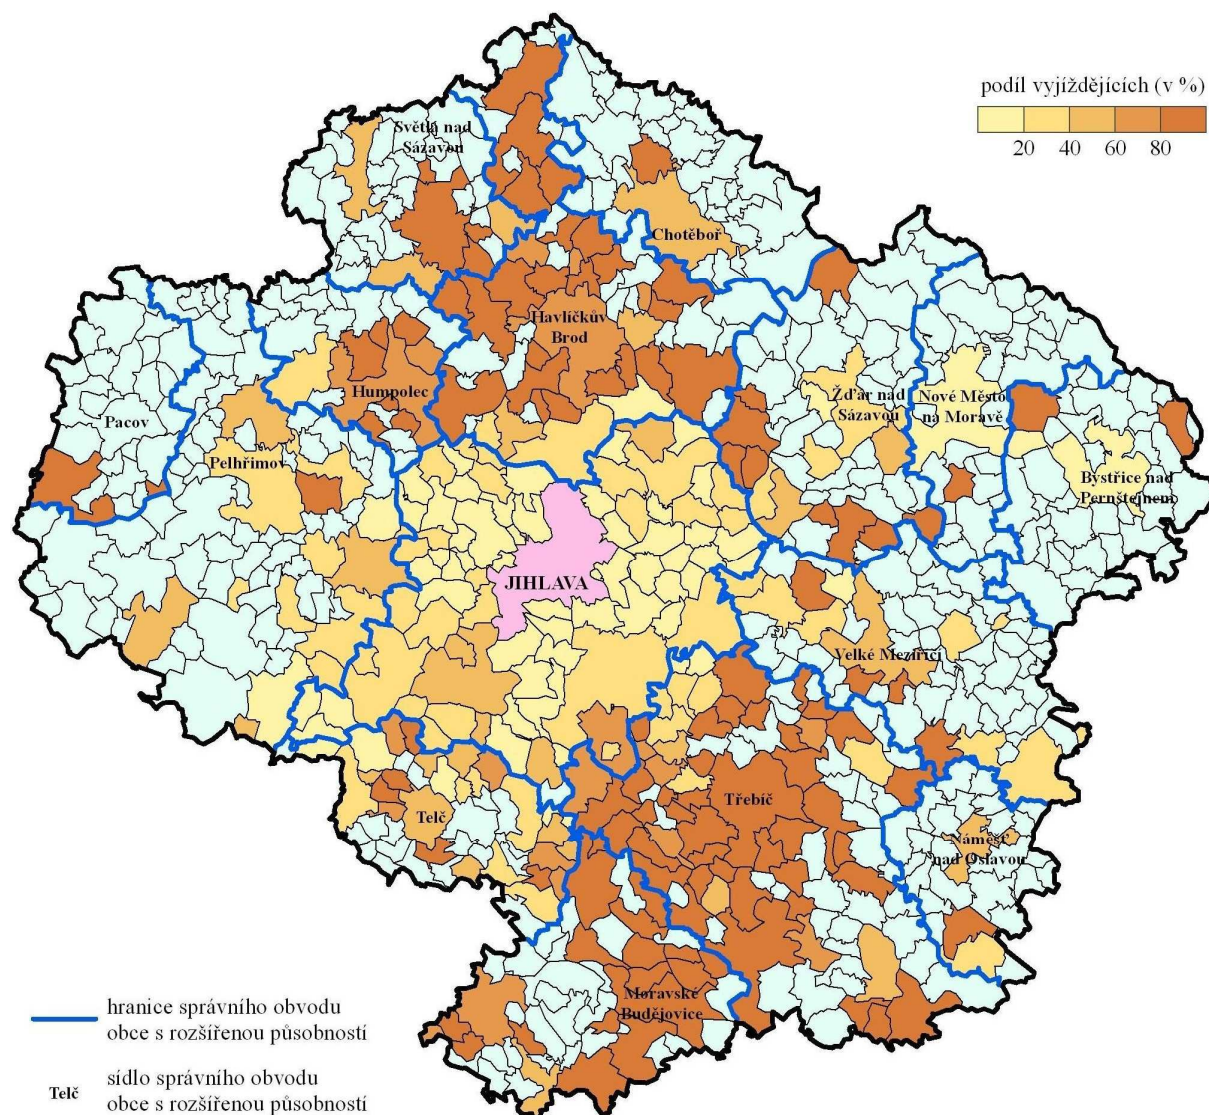 podíl vyjíždějících (v %)
20 40 60 80
Světlá nad
Sázavou
Chotěboř
Havlíčkův
Brod
Humpolec
Pacov
Pelhřimov
Žďár nad
Sázavou
Nové Město
na Moravě
Bystřice nad
Pernštejnem
JIHLAVA
Velké Meziříčí
Telč
Třebíč
Náměšť
nad Oslavou
Moravské
Budějovice
hranice správního obvodu
obce s rozšířenou působností
Telč
sídlo správního obvodu
obce s rozšířenou působností